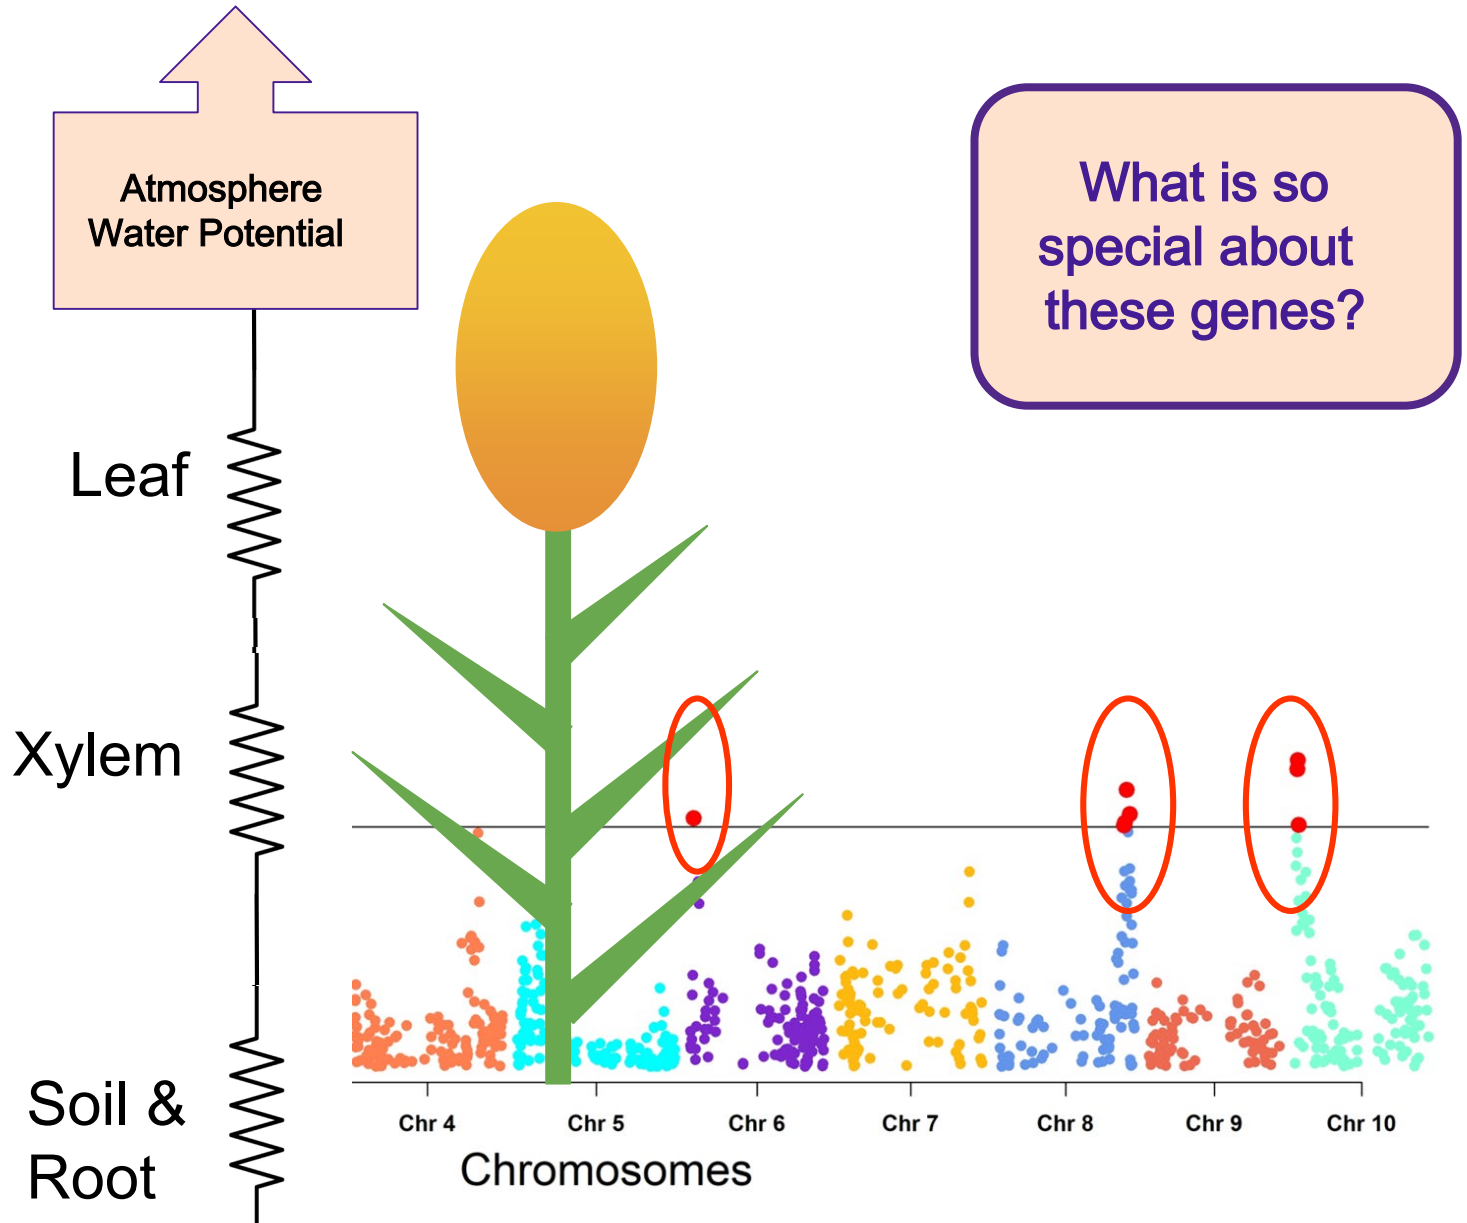 Atmosphere
Water Potential
What is so
special about
these genes?
Leaf
Xylem
Soil &
Root
Chr 4
Chr 5
Chr 6
Chr 7
Chr 8
Chr 9
Chr 10
Chromosomes